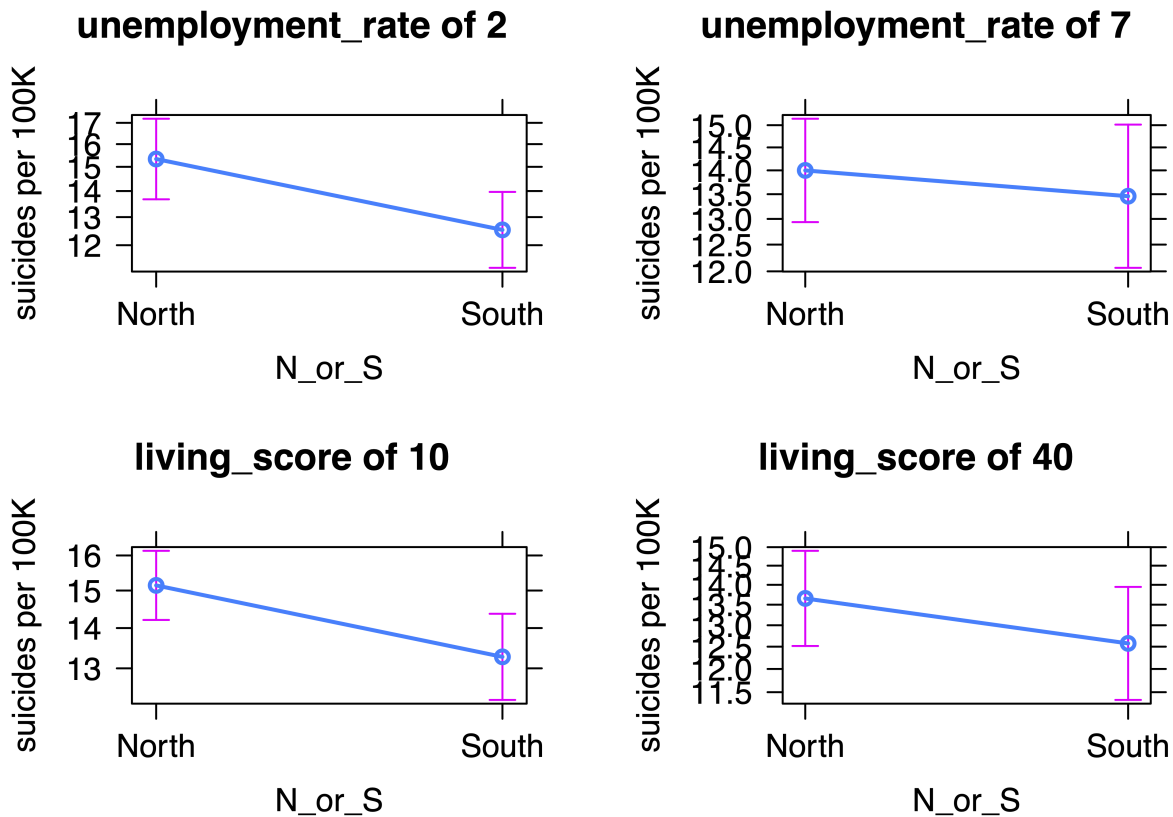 unemployment_rate of 2
suicides per 100K
17
16
15
14
13
12
North South
N_or_S
unemployment_rate of 7
suicides per 100K
15.0
14.5
14.0
13.5
13.0
12.5
12.0
North South
N_or_S
living_score of 10
suicides per 100K
16
15
14
13
North South
N_or_S
living_score of 40
suicides per 100K
15.0
14.5
14.0
13.5
13.0
12.5
12.0
11.5
North South
N_or_S